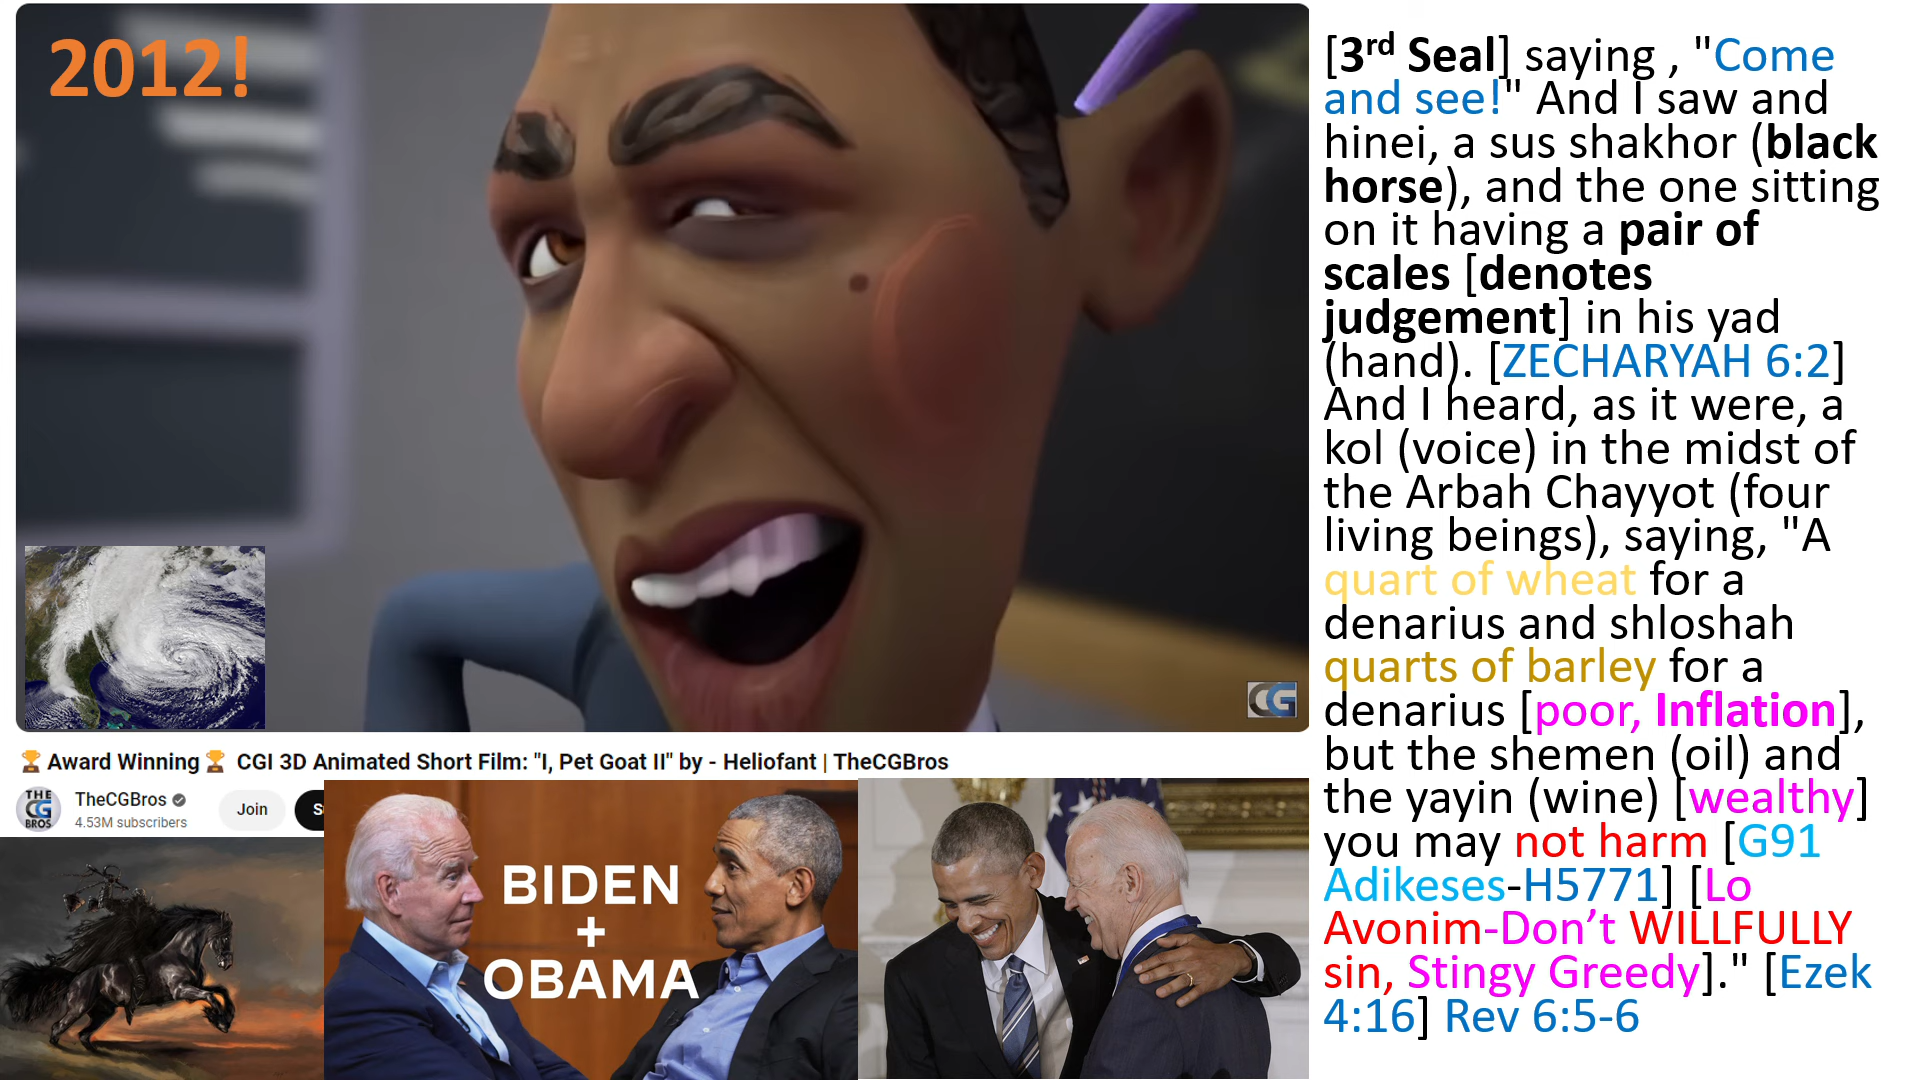 2012!
CG
🏆 Award Winning 🏆 CGI 3D Animated Short Film: "I, Pet Goat II" by - Heliofant | TheCGBros
THE
CG
BROS
TheCGBros
4.53M subscribers
Join
S
BIDEN
+
OBAMA
[3rd Seal] saying , "Come
and see!" And I saw and
hinei, a sus shakhor (black
horse), and the one sitting
on it having a pair of
scales [denotes
judgement] in his yad
(hand). [ZECHARYAH 6:2]
And I heard, as it were, a
kol (voice) in the midst of
the Arbah Chayyot (four
living beings), saying, "A
quart of wheat for a
denarius and shloshah
quarts of barley for a
denarius [poor, Inflation],
but the shemen (oil) and
the yayin (wine) [wealthy]
you may not harm [G91
Adikeses-H5771] [Lo
Avonim-Don’t WILLFULLY
sin, Stingy Greedy]." [Ezek
4:16] Rev 6:5-6